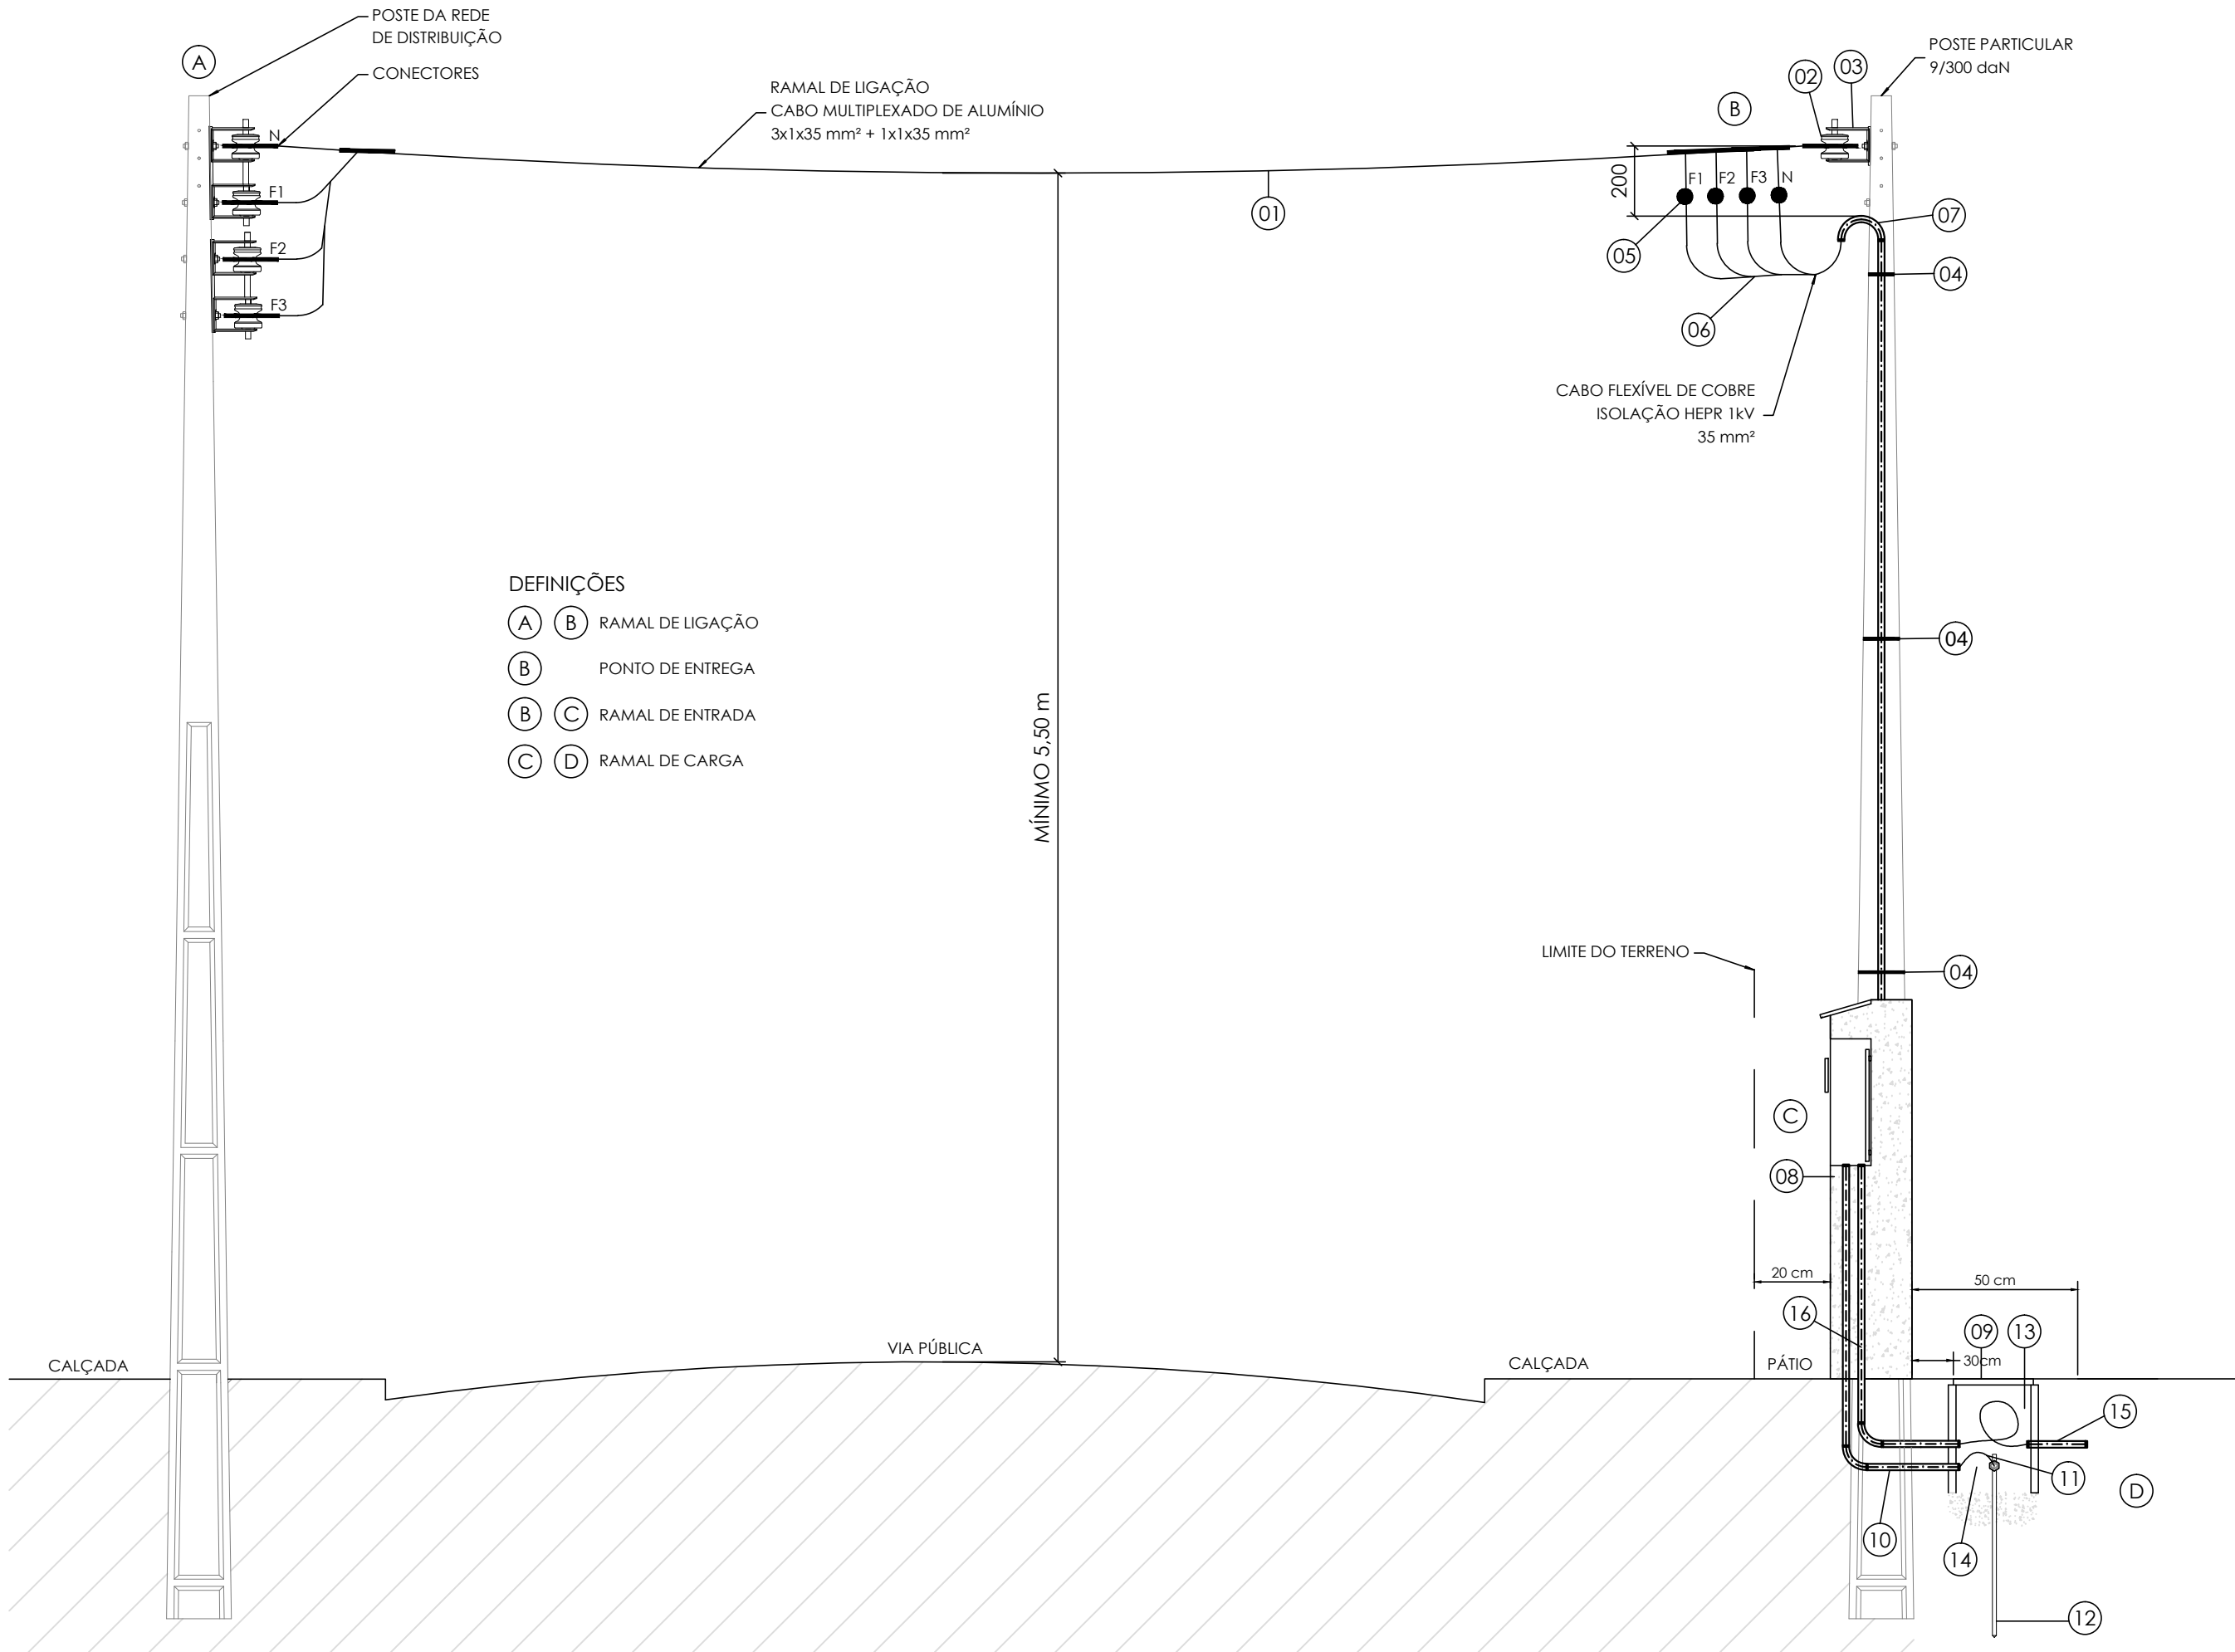 POSTE DA REDE
DE DISTRIBUIÇÃO
CONECTORES
A
N
F1
F2
F3
RAMAL DE LIGAÇÃO
CABO MULTIPLEXADO DE ALUMÍNIO
3x1x35 mm² + 1x1x35 mm²
01
B
02
03
POSTE PARTICULAR
9/300 daN
200
F1
F2
F3
N
05
06
07
04
CABO FLEXÍVEL DE COBRE
ISOLAÇÃO HEPR 1kV
35 mm²
DEFINIÇÕES
A B RAMAL DE LIGAÇÃO
B PONTO DE ENTREGA
B C RAMAL DE ENTRADA
C D RAMAL DE CARGA
MÍNIMO 5,50 m
04
LIMITE DO TERRENO
04
C
08
20 cm
50 cm
16
09
13
30cm
CALÇADA
VIA PÚBLICA
CALÇADA
PÁTIO
15
11
D
10
14
12